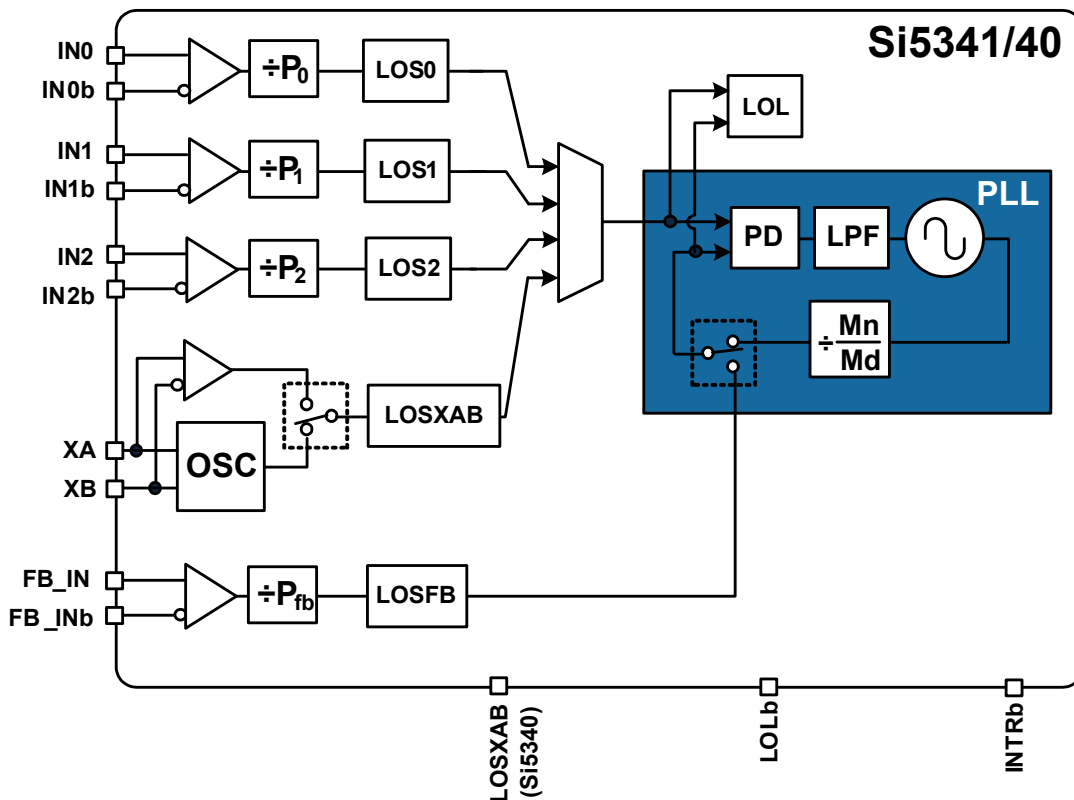 Si5341/40
IN0
IN0b
÷P0
LOS0
LOL
IN1
IN1b
÷P1
LOS1
PLL
PD
LPF
IN2
IN2b
÷P2
LOS2
÷ Mn
Md
LOSXAB
XA
XB
OSC
FB_IN
FB_INb
÷Pfb
LOSFB
LOSXAB
(Si5340)
LOLb
INTRb